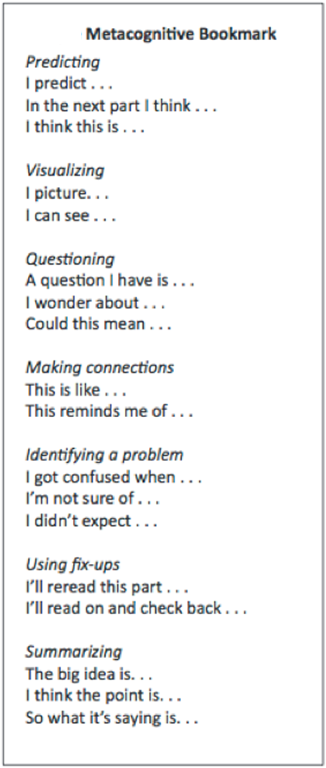 Metacognitive Bookmark
Predicting
I predict . . .
In the next part I think . . .
I think this is . . .
Visualizing
I picture. . .
I can see . . .
Questioning
A question I have is . . .
I wonder about . . .
Could this mean . . .
Making connections
This is like . . .
This reminds me of . . .
Identifying a problem
I got confused when . . .
I'm not sure of . . .
I didn't expect . . .
Using fix-ups
I'll reread this part . . .
I'll read on and check back . . .
Summarizing
The big idea is. . .
I think the point is. . .
So what it's saying is. . .